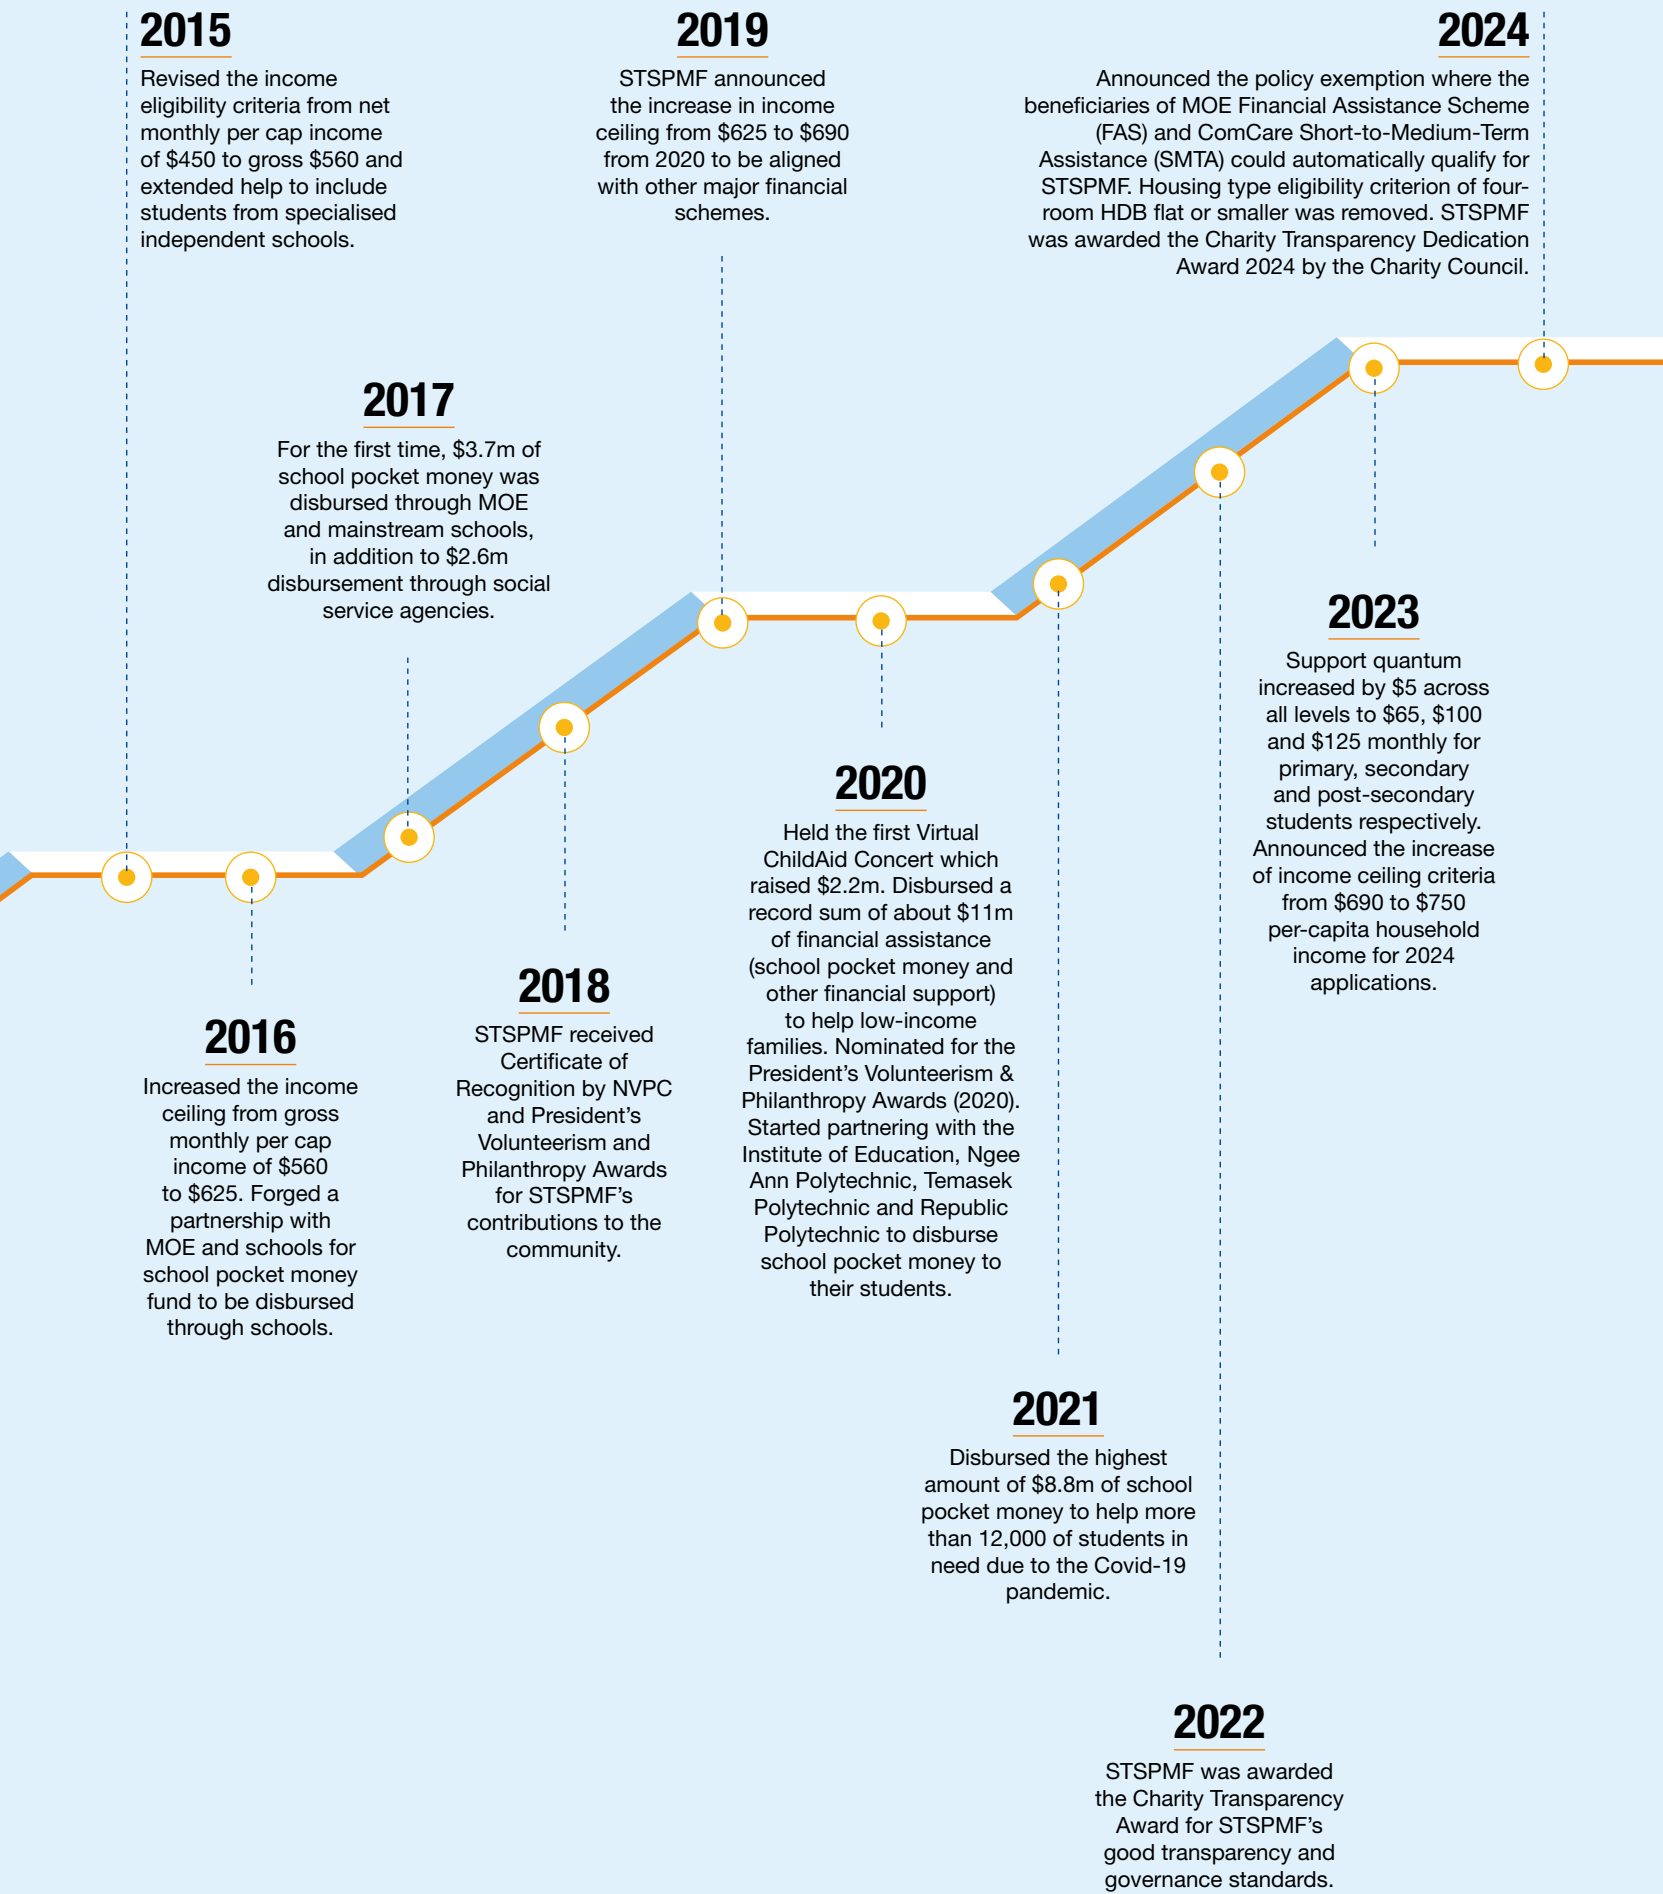 2015
Revised the income
eligibility criteria from net
monthly per cap income
of $450 to gross $560 and
extended help to include
students from specialised
independent schools.
2016
Increased the income
ceiling from gross
monthly per cap
income of $560
to $625. Forged a
partnership with
MOE and schools for
school pocket money
fund to be disbursed
through schools.
2017
For the first time, $3.7m of
school pocket money was
disbursed through MOE
and mainstream schools,
in addition to $2.6m
disbursement through social
service agencies.
2018
STSPMF received
Certificate of
Recognition by NVPC
and President’s
Volunteerism and
Philanthropy Awards
for STSPMF’s
contributions to the
community.
2019
STSPMF announced
the increase in income
ceiling from $625 to $690
from 2020 to be aligned
with other major financial
schemes.
2020
Held the first Virtual
ChildAid Concert which
raised $2.2m. Disbursed a
record sum of about $11m
of financial assistance
(school pocket money and
other financial support)
to help low-income
families. Nominated for the
President’s Volunteerism &
Philanthropy Awards (2020).
Started partnering with the
Institute of Education, Ngee
Ann Polytechnic, Temasek
Polytechnic and Republic
Polytechnic to disburse
school pocket money to
their students.
2021
Disbursed the highest
amount of $8.8m of school
pocket money to help more
than 12,000 of students in
need due to the Covid-19
pandemic.
2022
STSPMF was awarded
the Charity Transparency
Award for STSPMF’s
good transparency and
governance standards.
2023
Support quantum
increased by $5 across
all levels to $65, $100
and $125 monthly for
primary, secondary
and post-secondary
students respectively.
Announced the increase
of income ceiling criteria
from $690 to $750
per-capita household
income for 2024
applications.
2024
Announced the policy exemption where the
beneficiaries of MOE Financial Assistance Scheme
(FAS) and ComCare Short-to-Medium-Term
Assistance (SMTA) could automatically qualify for
STSPMF. Housing type eligibility criterion of four-
room HDB flat or smaller was removed. STSPMF
was awarded the Charity Transparency Dedication
Award 2024 by the Charity Council.